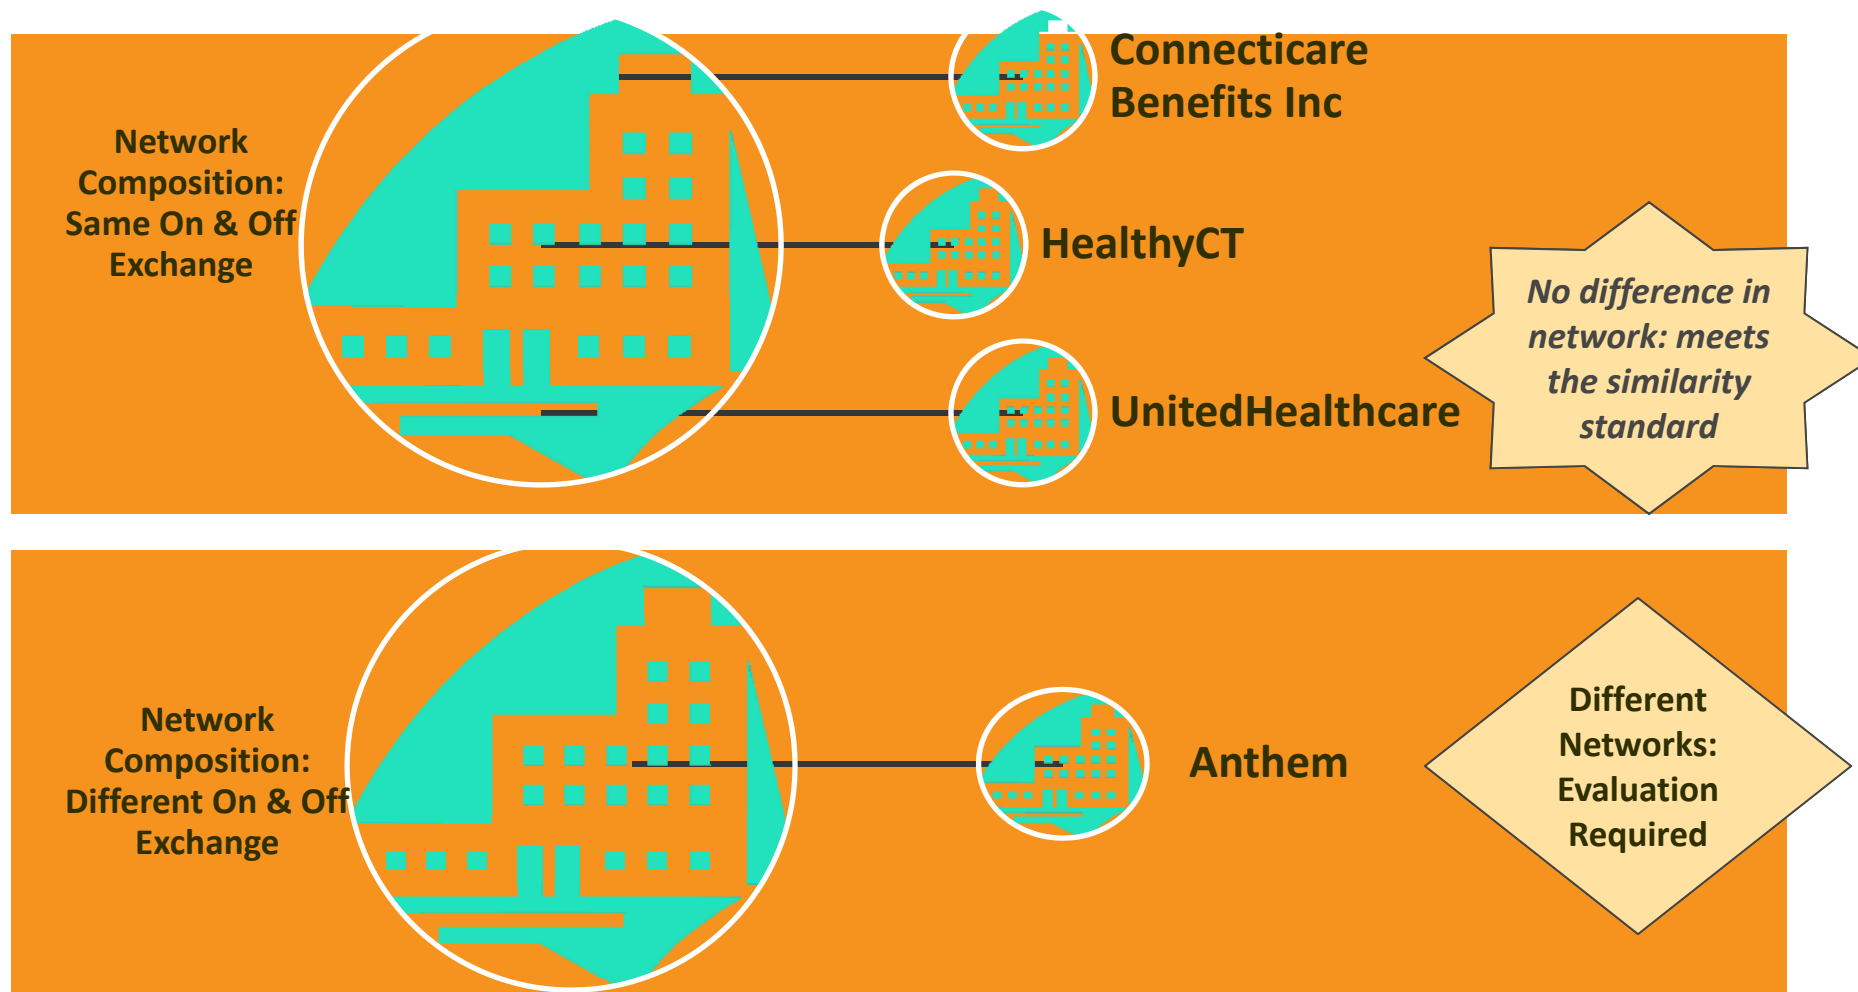 Network
Composition:
Same On & Off
Exchange
Connecticare
Benefits Inc
HealthyCT
UnitedHealthcare
No difference in
network: meets
the similarity
standard
Network
Composition:
Different On & Off
Exchange
Anthem
Different
Networks:
Evaluation
Required